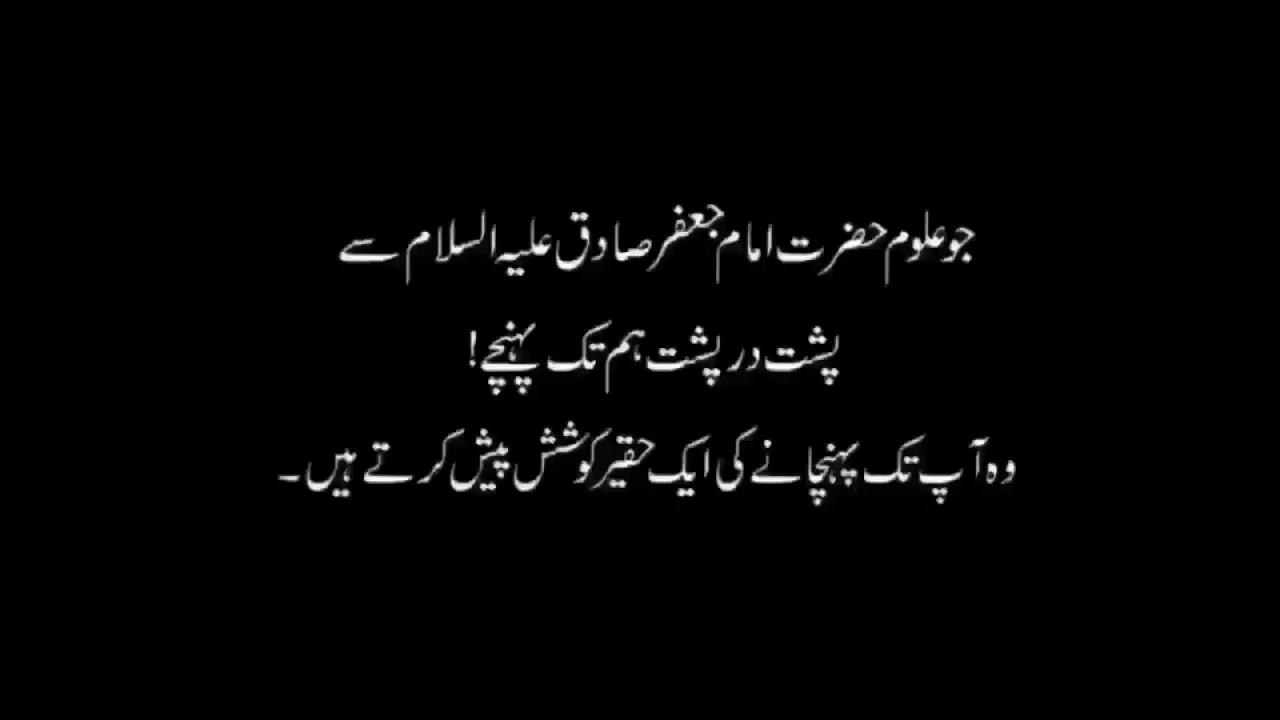 جو علوم حضرت امام جعفر صادق علیہ السلام سے
پشت در پشت ہم تک پہنچے!
وہ آپ تک پہنچانے کی ایک حقیر کوشش پیش کرتے ہیں۔